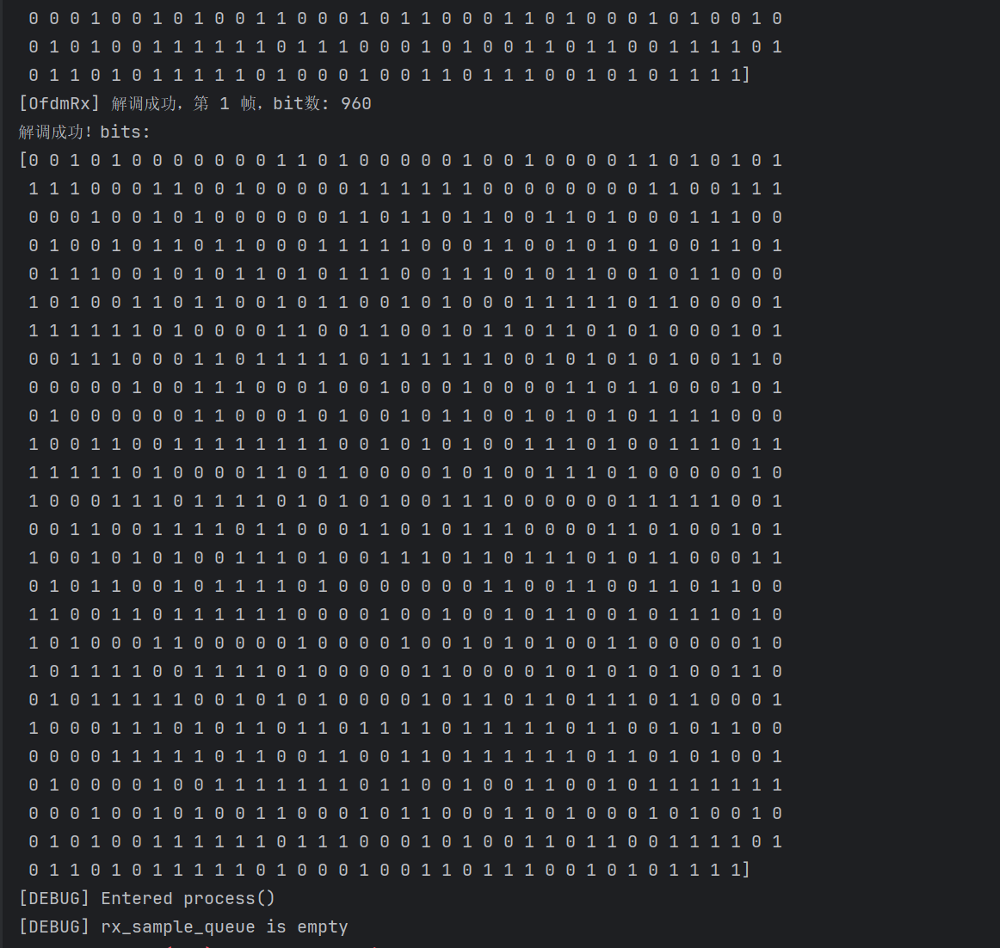 0 0 0 1 0 0 1 0 1 0 0 1 1 0 0 0 1 0 1 1 0 0 0 1 1 0 1 0 0 0 1 0 1 0 0 1 0
0 1 0 1 0 0 1 1 1 1 1 1 0 1 1 1 0 0 0 1 0 1 0 0 1 1 0 1 1 0 0 1 1 1 1 0 1
0 1 1 0 1 0 1 1 1 1 1 0 1 0 0 0 1 0 0 1 1 0 1 1 1 0 0 1 0 1 0 1 1 1 1]
[OfdmRx] 解调成功，第 1 帧，bit数: 960
解调成功！bits:
[0 0 1 0 1 0 0 0 0 0 0 0 1 1 0 1 0 0 0 0 0 1 0 0 1 0 0 0 0 1 1 0 1 0 1 0 1
1 1 1 0 0 0 1 1 0 0 1 0 0 0 0 0 1 1 1 1 1 1 0 0 0 0 0 0 0 0 1 1 0 0 1 1 1
0 0 0 1 0 0 1 0 1 0 0 0 0 0 0 1 1 0 1 1 0 1 1 0 0 1 1 0 1 0 0 0 1 1 1 0 0
0 1 0 0 1 0 1 1 0 1 1 0 0 0 1 1 1 1 1 0 0 0 1 1 0 0 1 0 1 0 1 0 0 1 1 0 1
0 1 1 1 0 0 1 0 1 0 1 1 0 1 0 1 1 1 0 0 1 1 1 0 1 0 1 1 0 0 1 0 1 1 0 0 0
1 0 1 0 0 1 1 0 1 1 0 0 1 0 1 1 0 0 1 0 1 0 0 0 1 1 1 1 1 0 1 1 0 0 0 0 1
1 1 1 1 1 1 0 1 0 0 0 0 1 1 0 0 1 1 0 0 1 0 1 1 0 1 1 0 1 0 1 0 0 0 1 0 1
0 0 1 1 1 0 0 0 1 1 0 1 1 1 1 1 0 1 1 1 1 1 1 0 0 1 0 1 0 1 0 1 0 0 1 1 0
0 0 0 0 0 1 0 0 1 1 1 0 0 0 1 0 0 1 0 0 0 1 0 0 0 0 1 1 0 1 1 0 0 0 1 0 1
0 1 0 0 0 0 0 0 1 1 0 0 0 1 0 1 0 0 1 0 1 1 0 0 1 0 1 0 1 0 1 1 1 1 0 0 0
1 0 0 1 1 0 0 1 1 1 1 1 1 1 1 0 0 1 0 1 0 1 0 0 1 1 1 0 1 0 0 1 1 1 0 1 1
1 1 1 1 1 0 1 0 0 0 0 1 1 0 1 1 0 0 0 0 1 0 1 0 0 1 1 1 0 1 0 0 0 0 0 1 0
1 0 0 0 1 1 1 0 1 1 1 1 0 1 0 1 0 1 0 0 1 1 1 0 0 0 0 0 0 1 1 1 1 1 0 0 1
0 0 1 1 0 0 1 1 1 1 0 1 1 0 0 0 1 1 0 1 0 1 1 1 0 0 0 0 1 1 0 1 0 0 1 0 1
1 0 0 1 0 1 0 1 0 0 1 1 1 0 1 0 0 1 1 1 0 1 1 0 1 1 1 0 1 0 1 1 0 0 0 1 1
0 1 0 1 1 0 0 1 0 1 1 1 1 0 1 0 0 0 0 0 0 0 1 1 0 0 1 1 0 0 1 1 0 1 1 0 0
1 1 0 0 1 1 0 1 1 1 1 1 1 0 0 0 0 1 0 0 1 0 0 1 0 1 1 0 0 1 0 1 1 1 0 1 0
1 0 1 0 0 0 1 1 0 0 0 0 0 1 0 0 0 0 1 0 0 1 0 1 0 1 0 0 1 1 0 0 0 0 0 1 0
1 0 1 1 1 1 0 0 1 1 1 1 0 1 0 0 0 0 0 1 1 0 0 0 0 1 0 1 0 1 0 1 0 0 1 1 0
0 1 0 1 1 1 1 1 0 0 1 0 1 0 1 0 0 0 0 1 0 1 1 0 1 1 0 1 1 1 0 1 1 0 0 0 1
1 0 0 0 1 1 1 0 1 0 1 1 0 1 1 0 1 1 1 1 0 1 1 1 1 1 0 1 1 0 0 1 0 1 1 0 0
0 0 0 0 1 1 1 1 1 0 1 1 0 0 1 1 0 0 1 1 0 1 1 1 1 1 1 0 1 1 0 1 0 1 0 0 1
0 1 0 0 0 0 1 0 0 1 1 1 1 1 1 1 0 1 1 0 0 1 0 0 1 1 0 0 1 0 1 1 1 1 1 1 1
0 0 0 1 0 0 1 0 1 0 0 1 1 0 0 0 1 0 1 1 0 0 0 1 1 0 1 0 0 0 1 0 1 0 0 1 0
0 1 0 1 0 0 1 1 1 1 1 1 0 1 1 1 0 0 0 1 0 1 0 0 1 1 0 1 1 0 0 1 1 1 1 0 1
0 1 1 0 1 0 1 1 1 1 1 0 1 0 0 0 1 0 0 1 1 0 1 1 1 0 0 1 0 1 0 1 1 1 1]
[DEBUG] Entered process()
[DEBUG] rx_sample_queue is empty